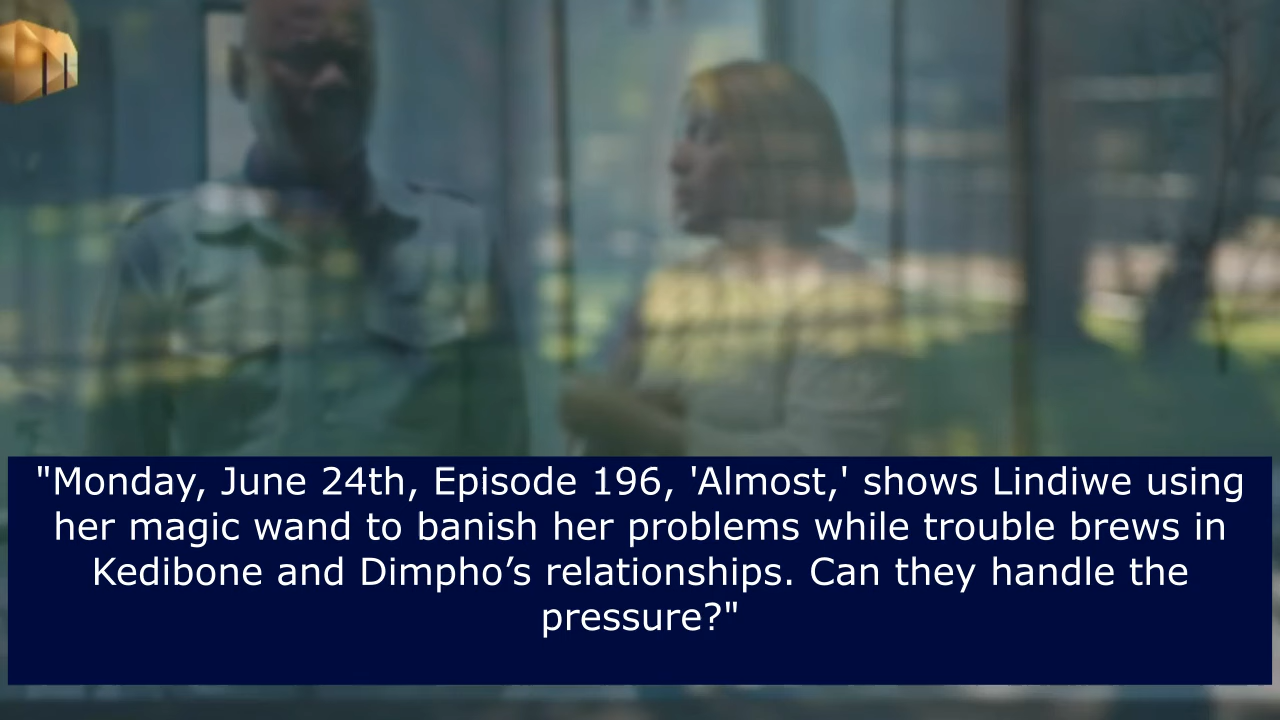 "Monday, June 24th, Episode 196, 'Almost,' shows Lindiwe using
her magic wand to banish her problems while trouble brews in
Kedibone and Dimpho’s relationships. Can they handle the
pressure?"